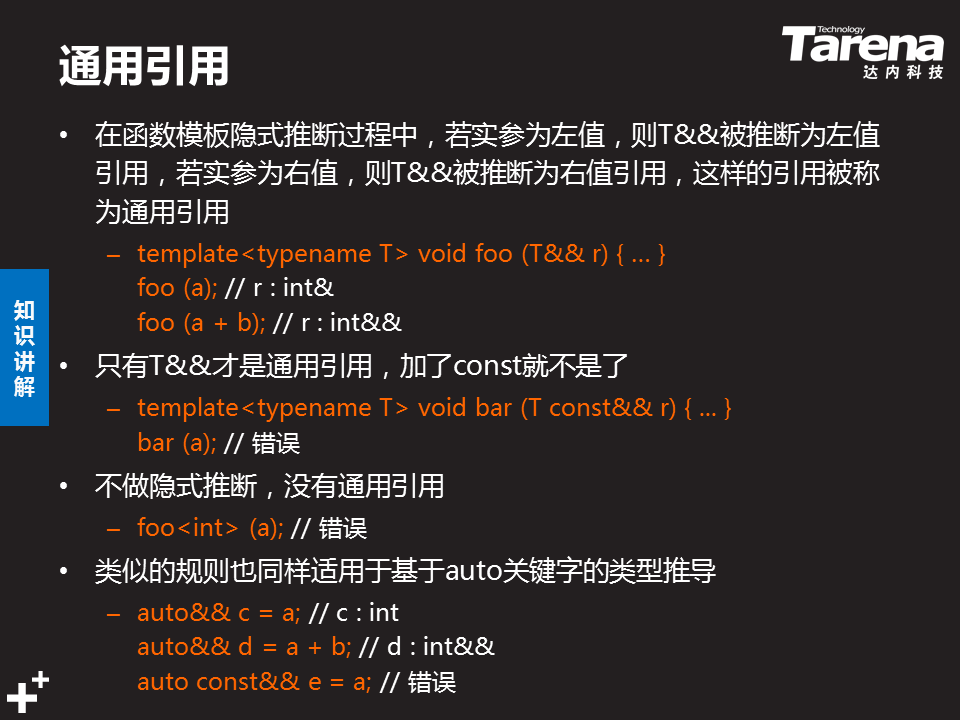 通用引用
Technology
Tarena
达内科技
• 在函数模板隐式推断过程中，若实参为左值，则T&&被推断为左值
引用，若实参为右值，则T&&被推断为右值引用，这样的引用被称
为通用引用
– template<typename T> void foo (T&& r) { … }
foo (a); // r : int&
foo (a + b); // r : int&&
• 只有T&&才是通用引用，加了const就不是了
– template<typename T> void bar (T const&& r) { … }
bar (a); // 错误
• 不做隐式推断，没有通用引用
– foo<int> (a); // 错误
• 类似的规则也同样适用于基于auto关键字的类型推导
– auto&& c = a; // c : int
auto&& d = a + b; // d : int&&
auto const&& e = a; // 错误
知
识
讲
解